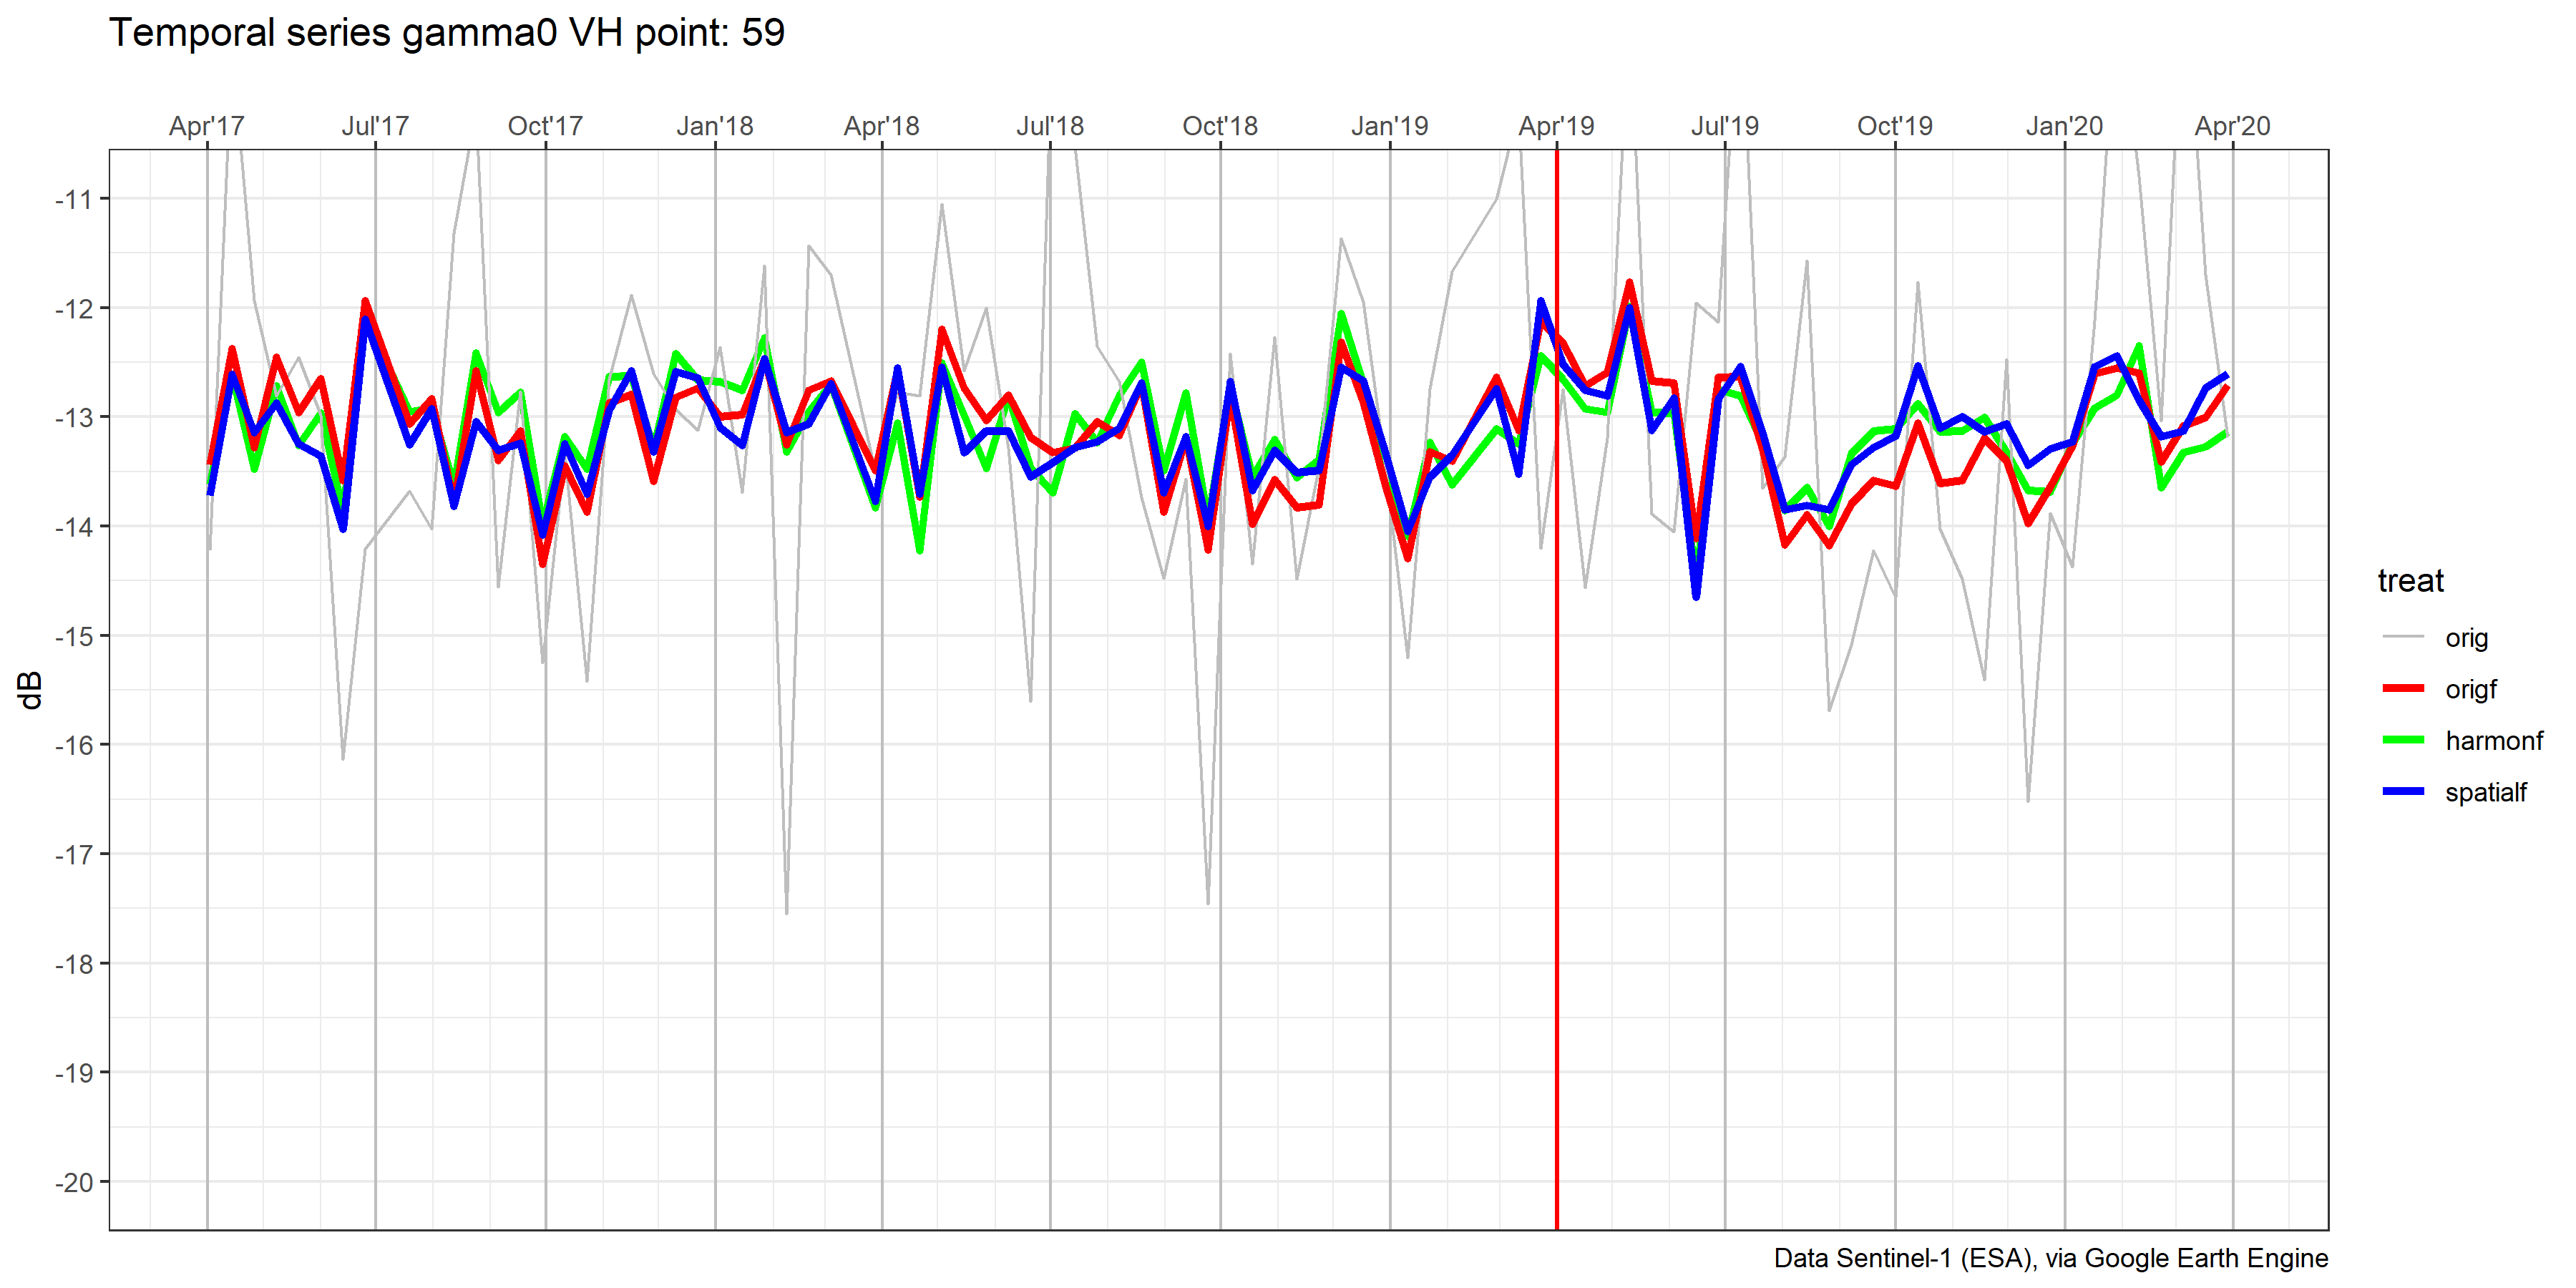 Temporal series gamma0 VH point: 59
Apr'17 Jul'17 Oct'17 Jan'18 Apr'18 Jul'18 Oct'18 Jan'19 Apr'19 Jul'19 Oct'19 Jan'20 Apr'20
-11
-12
-13
-14
-15
-16
-17
-18
-19
-20
dB
treat
orig
origf
harmonf
spatialf
Data Sentinel-1 (ESA), via Google Earth Engine